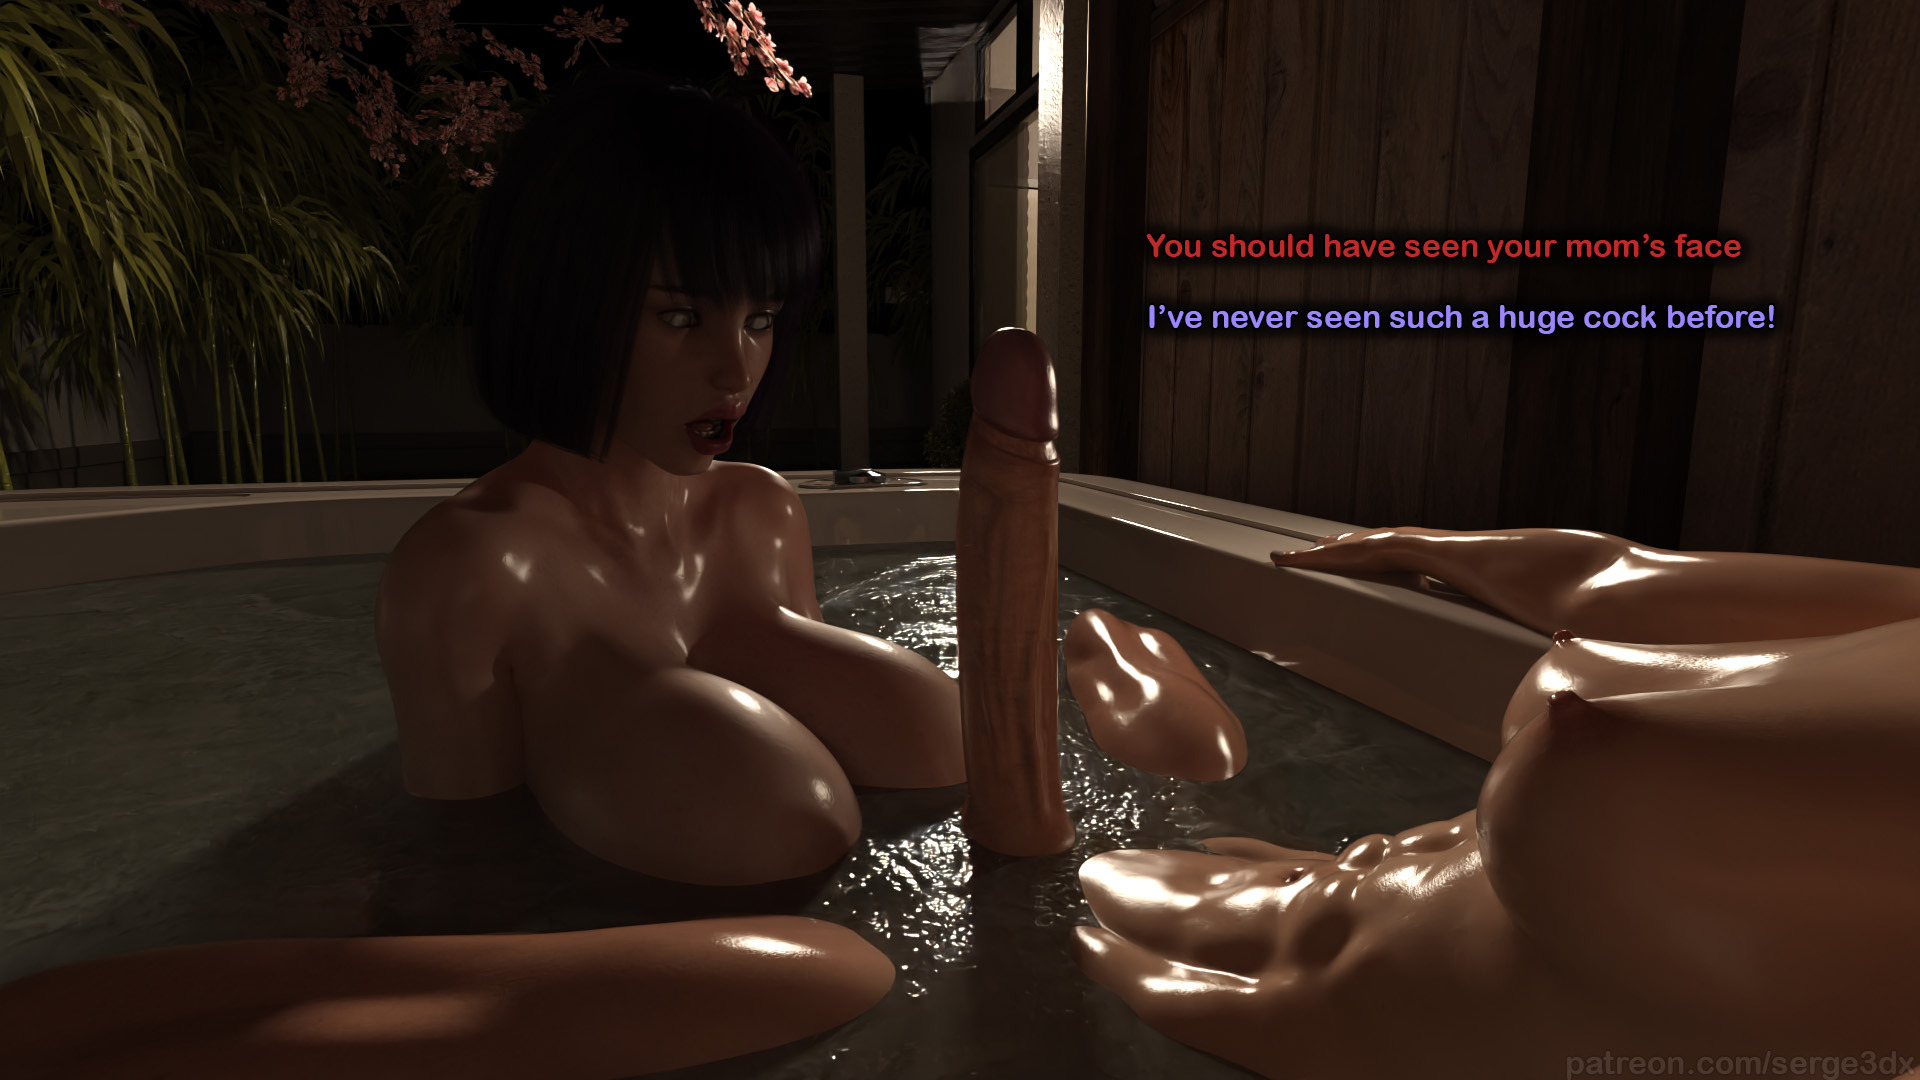 You should have seen your mom’s face
I’ve never seen such a huge cock before!
patreon.com/serge3dx